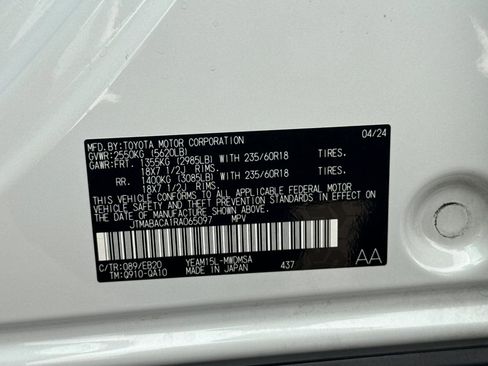 MFD.BY:TOYOTA MOTOR CORPORATION 04/24
GVWR:2550KG (5620LB)
GAWR:FRT. 1355KG (2985LB) WITH 235/60R18 TIRES.
18X7 1/2J RIMS.
RR. 1400KG (3085LB) WITH 235/60R18 TIRES.
18X7 1/2J RIMS.
THIS VEHICLE CONFORMS TO ALL APPLICABLE FEDERAL MOTOR
VEHICLE SAFETY AND THEFT PREVENTION STANDARDS IN EFFECT ON
THE DATE OF MANUFACTURE SHOWN ABOVE.
JTMABACA1RA065097 MPV
C/TR:089/EB20 YEAM15L-MWDMSA
TM:Q910-QA10 MADE IN JAPAN 437 AA